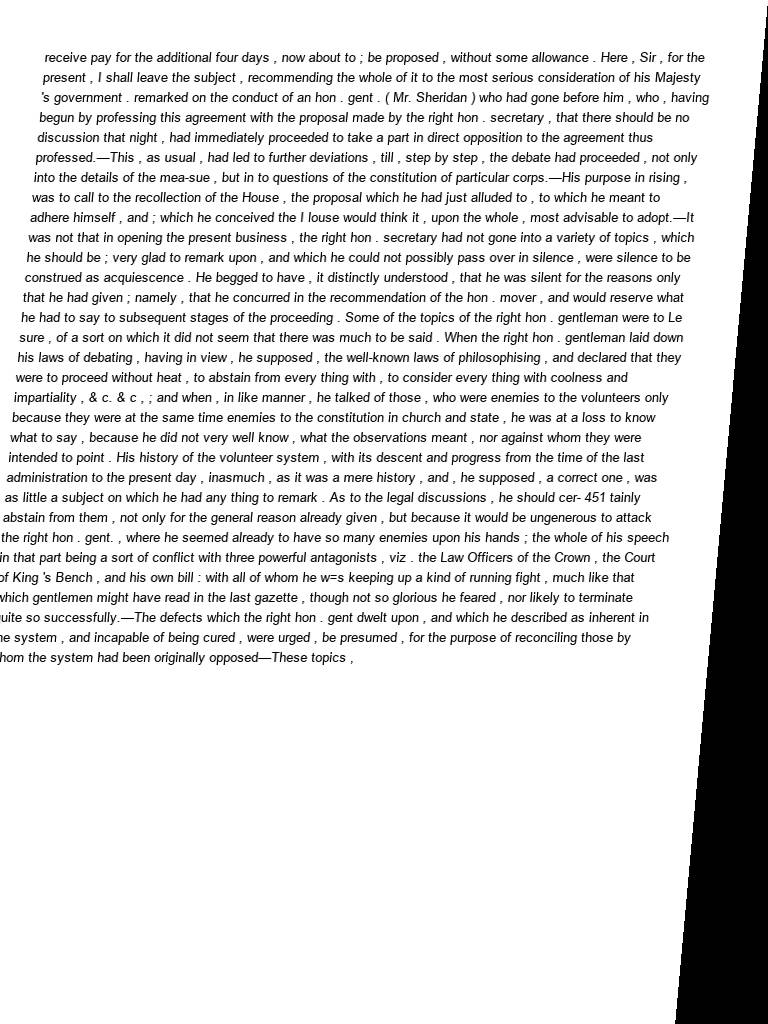 receive pay for the additional four days , now about to ; be proposed , without some allowance . Here , Sir , for the
present , I shall leave the subject , recommending the whole of it to the most serious consideration of his Majesty
's government . remarked on the conduct of an hon . gent . ( Mr. Sheridan ) who had gone before him , who , having
begun by professing this agreement with the proposal made by the right hon . secretary , that there should be no
discussion that night , had immediately proceeded to take a part in direct opposition to the agreement thus
professed.—This , as usual , had led to further deviations , till , step by step , the debate had proceeded , not only
into the details of the mea-sue , but in to questions of the constitution of particular corps.—His purpose in rising ,
was to call to the recollection of the House , the proposal which he had just alluded to , to which he meant to
adhere himself , and ; which he conceived the I louse would think it , upon the whole , most advisable to adopt.—It
was not that in opening the present business , the right hon . secretary had not gone into a variety of topics , which
he should be ; very glad to remark upon , and which he could not possibly pass over in silence , were silence to be
construed as acquiescence . He begged to have , it distinctly understood , that he was silent for the reasons only
that he had given ; namely , that he concurred in the recommendation of the hon . mover , and would reserve what
he had to say to subsequent stages of the proceeding . Some of the topics of the right hon . gentleman were to Le
sure , of a sort on which it did not seem that there was much to be said . When the right hon . gentleman laid down
his laws of debating , having in view , he supposed , the well-known laws of philosophising , and declared that they
were to proceed without heat , to abstain from every thing with , to consider every thing with coolness and
impartiality , & c. & c , ; and when , in like manner , he talked of those , who were enemies to the volunteers only
because they were at the same time enemies to the constitution in church and state , he was at a loss to know
what to say , because he did not very well know , what the observations meant , nor against whom they were
intended to point . His history of the volunteer system , with its descent and progress from the time of the last
administration to the present day , inasmuch , as it was a mere history , and , he supposed , a correct one , was
as little a subject on which he had any thing to remark . As to the legal discussions , he should cer- 451 tainly
abstain from them , not only for the general reason already given , but because it would be ungenerous to attack
the right hon . gent. , where he seemed already to have so many enemies upon his hands ; the whole of his speech
in that part being a sort of conflict with three powerful antagonists , viz . the Law Officers of the Crown , the Court
of King 's Bench , and his own bill : with all of whom he w=s keeping up a kind of running fight , much like that
which gentlemen might have read in the last gazette , though not so glorious he feared , nor likely to terminate
uite so successfully.—The defects which the right hon . gent dwelt upon , and which he described as inherent in
he system , and incapable of being cured , were urged , be presumed , for the purpose of reconciling those by
hom the system had been originally opposed—These topics ,